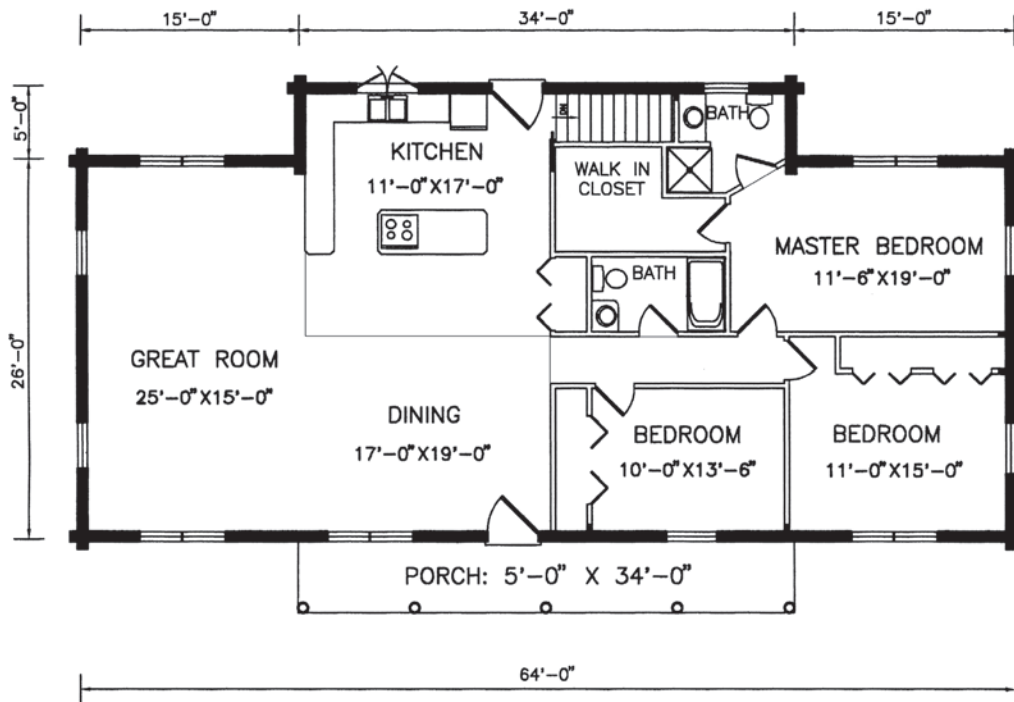 15'-0"
34'-0"
15'-0"
5'-0"
26'-0"
KITCHEN
11'-0"X17'-0"
DN
BATH
WALK IN
CLOSET
MASTER BEDROOM
11'-6"X19'-0"
BATH
GREAT ROOM
25'-0"X15'-0"
DINING
17'-0"X19'-0"
BEDROOM
10'-0"X13'-6"
BEDROOM
11'-0"X15'-0"
PORCH: 5'-0" X 34'-0"
64'-0"